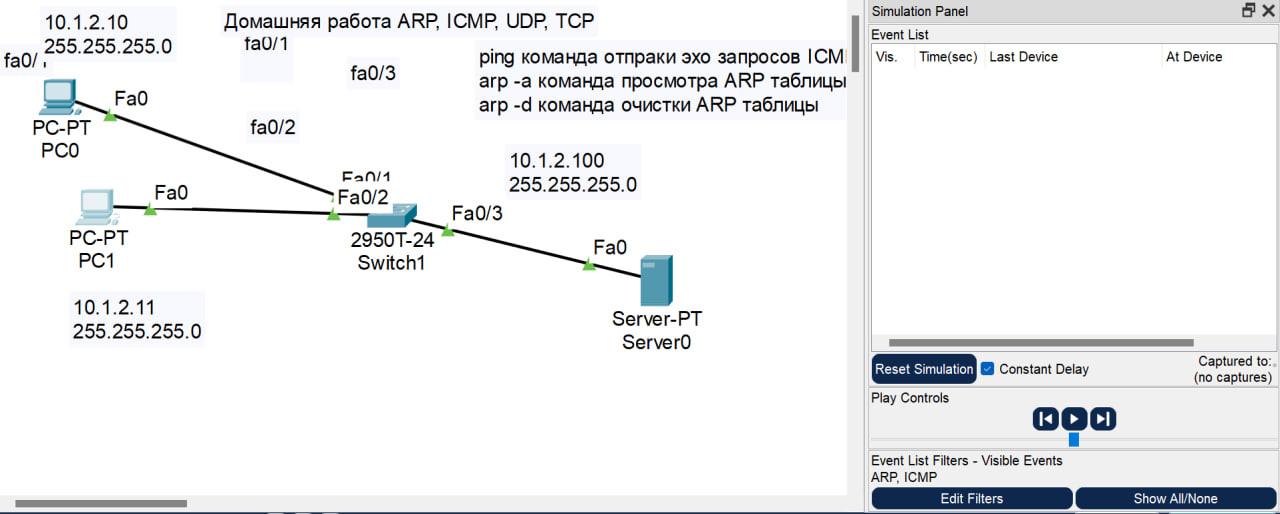 10.1.2.10
255.255.255.0
Домашняя работа ARP, ICMP, UDP, TCP
fa0/1
fa0/3
ping команда отпраки эхо запросов ICM
arp -a команда просмотра ARP таблицы
arp -d команда очистки ARP таблицы
fa0/
Fa0
PC-PT
PC0
fa0/2
10.1.2.100
255.255.255.0
Fa0/1
Fa0/2
Fa0
PC-PT
PC1
2950T-24
Switch1
Fa0/3
Fa0
10.1.2.11
255.255.255.0
Server-PT
Server0
Simulation Panel
Event List
Vis. Time(sec) Last Device At Device
Reset Simulation Constant Delay
Captured to:
(no captures)
Play Controls
Event List Filters - Visible Events
ARP, ICMP
Edit Filters Show All/None